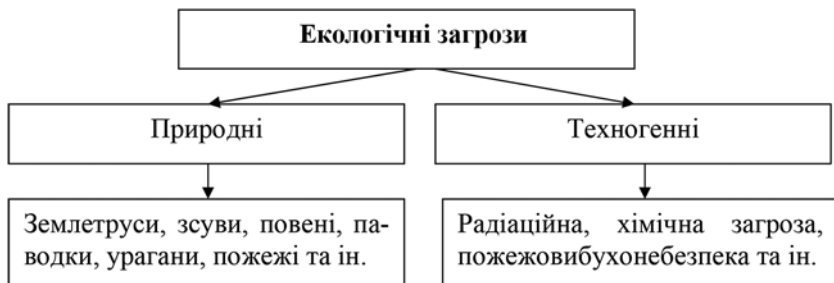 Екологічні загрози
Природні
Техногенні
Землетруси, зсуви, повені, па-
водки, урагани, пожежі та ін.
Радіаційна, хімічна загроза,
пожежовибухонебезпека та ін.